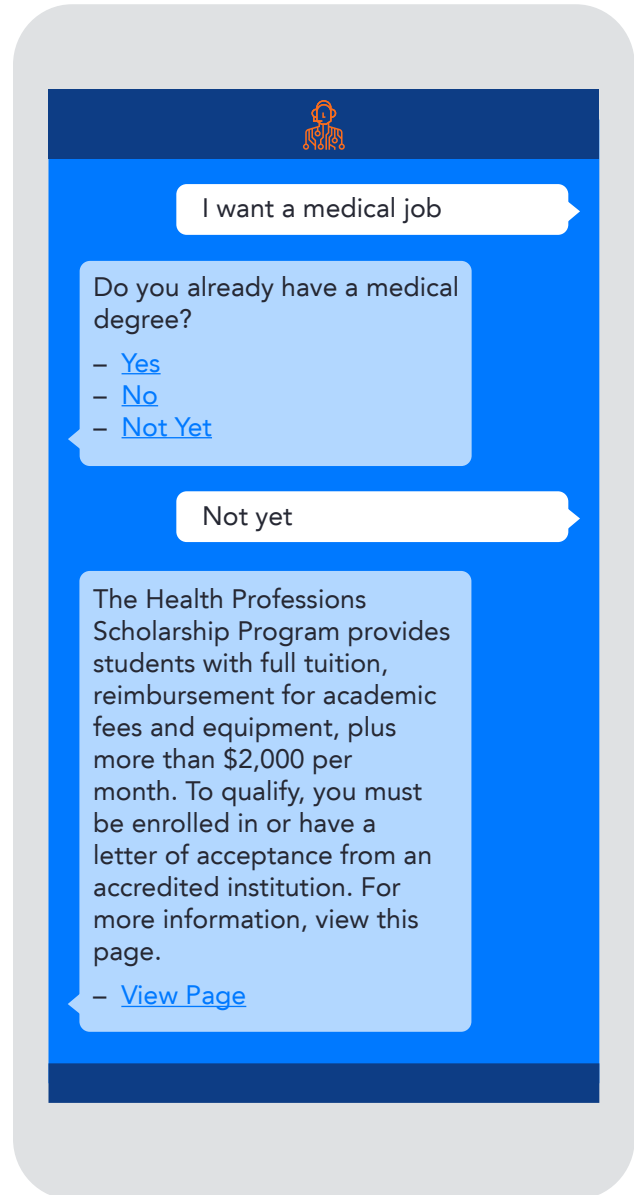 I want a medical job
Do you already have a medical
degree?
– Yes
– No
– Not Yet
Not yet
The Health Professions
Scholarship Program provides
students with full tuition,
reimbursement for academic
fees and equipment, plus
more than $2,000 per
month. To qualify, you must
be enrolled in or have a
letter of acceptance from an
accredited institution. For
more information, view this
page.
– View Page